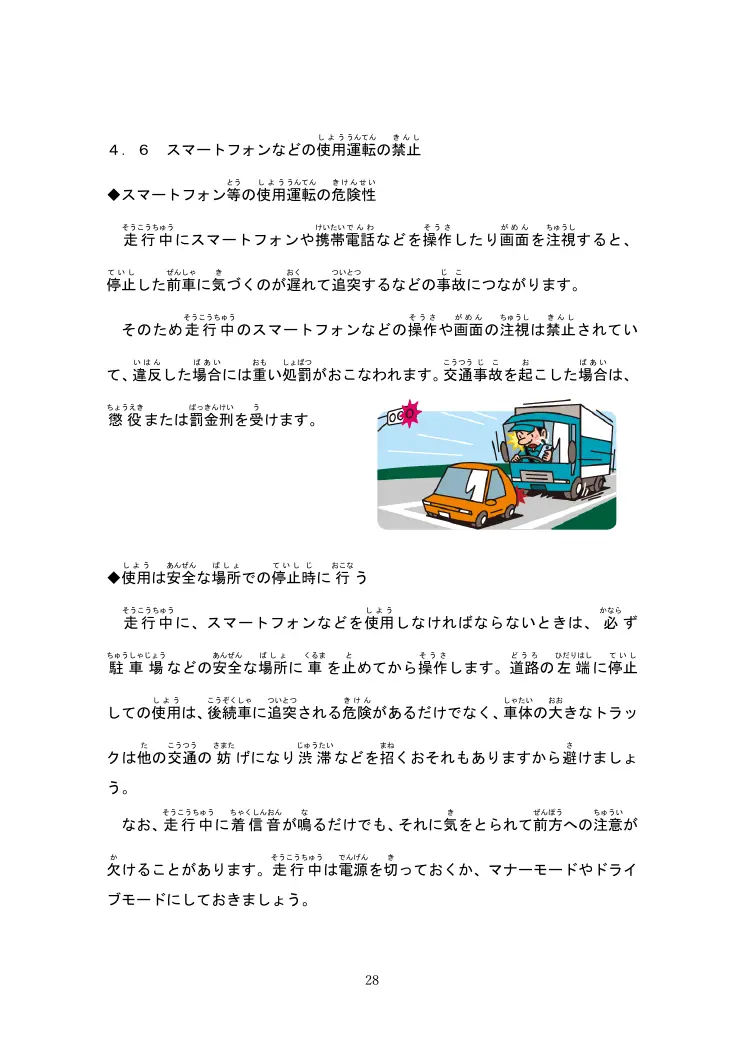 ４．６　スマートフォンなどの使用運転の禁止
◆スマートフォン等の使用運転の危険性
走行中にスマートフォンや携帯電話などを操作したり画面を注視すると、
停止した前車に気づくのが遅れて追突するなどの事故につながります。
そのため走行中のスマートフォンなどの操作や画面の注視は禁止されてい
て、違反した場合には重い処罰がおこなわれます。交通事故を起こした場合は、
懲役または罰金刑を受けます。
◆使用は安全な場所での停止時に行う
走行中に、スマートフォンなどを使用しなければならないときは、必ず
駐車場などの安全な場所に車を止めてから操作します。道路の左端に停止
しての使用は、後続車に追突される危険があるだけでなく、車体の大きなトラッ
クは他の交通の妨げになり渋滞などを招くおそれもありますから避けましょ
う。
なお、走行中に着信音が鳴るだけでも、それに気をとられて前方への注意が
欠けることがあります。走行中は電源を切っておくか、マナーモードやドライ
ブモードにしておきましょう。
28